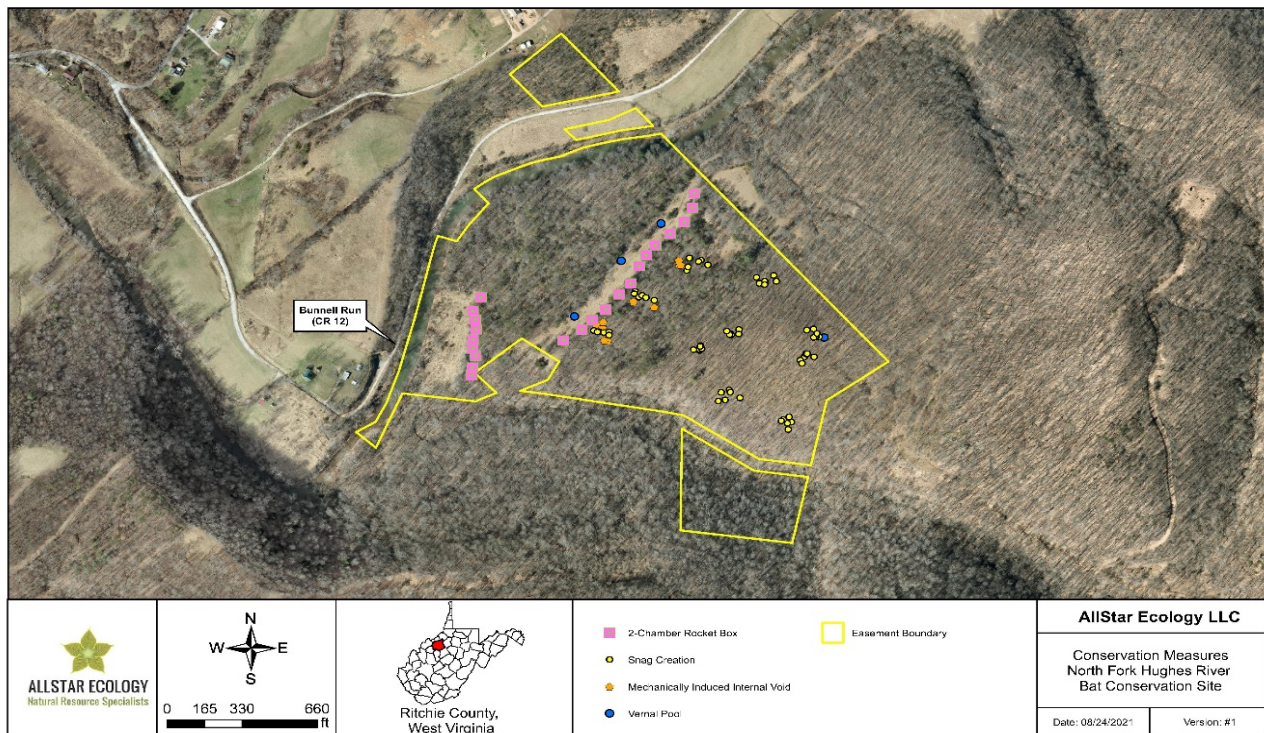 Bunnell Run
(CR 12)
ALLSTAR ECOLOGY
Natural Resource Specialists
N
W E
S
0 165 330 660
ft
Ritchie County,
West Virginia
2-Chamber Rocket Box
Snag Creation
Mechanically Induced Internal Void
Vernal Pool
Easement Boundary
AllStar Ecology LLC
Conservation Measures
North Fork Hughes River
Bat Conservation Site
Date: 08/24/2021
Version: #1